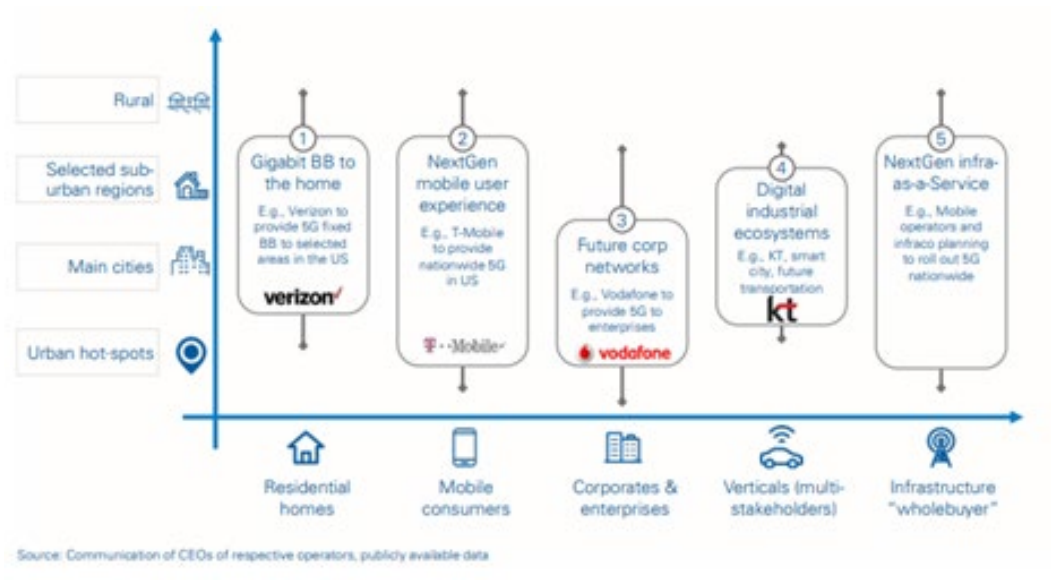 Rural
Selected sub-
urban regions
Main cities
Urban hot-spots
1
Gigabit BB to
the home
E.g., Verizon to
provide 5G fixed
BB to selected
areas in the US
verizon
2
NextGen
mobile user
experience
E.g., T-Mobile
to provide
nationwide 5G
in US
T··Mobile
3
Future corp
networks
E.g., Vodafone to
provide 5G to
enterprises
vodafone
4
Digital
industrial
ecosystems
E.g., KT, smart
city, future
transportation
kt
5
NextGen infra-
as-a-Service
E.g., Mobile
operators and
infraco planning
to roll out 5G
nationwide
Residential
homes
Mobile
consumers
Corporates &
enterprises
Verticals (multi-
stakeholders)
Infrastructure
"wholebuyer"
Source: Communication of CEOs of respective operators, publicly available data